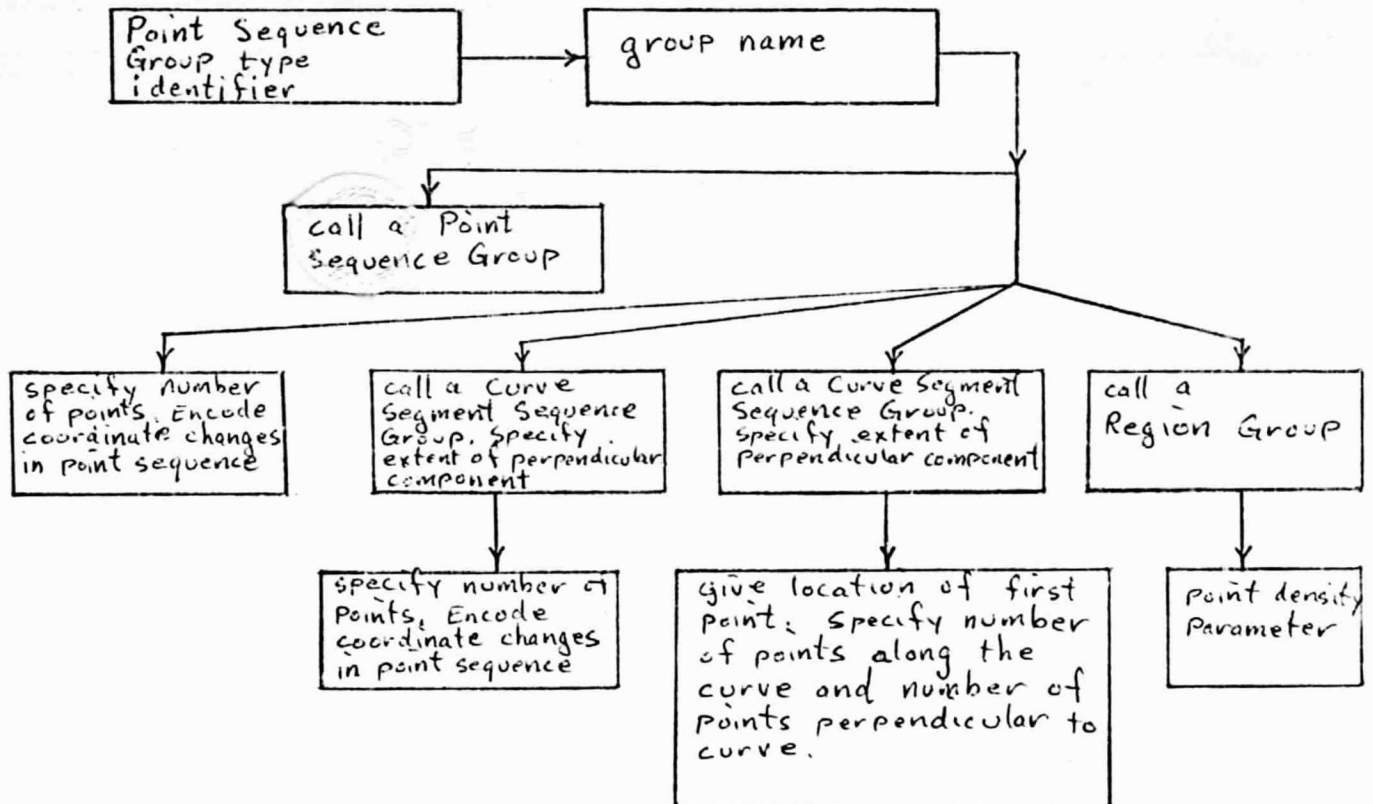 Point Sequence
Group type
identifier
group name
call a Point
Sequence Group
specify number
of points. Encode
coordinate changes
in point sequence
call a Curve
Segment Sequence
Group. Specify
extent of perpendicular
component
call a Curve Segment
Sequence Group.
Specify extent of
perpendicular component
call a
Region Group
specify number of
Points. Encode
coordinate changes
in point sequence
give location of first
point. Specify number
of points along the
curve and number of
points perpendicular to
curve.
point density
Parameter